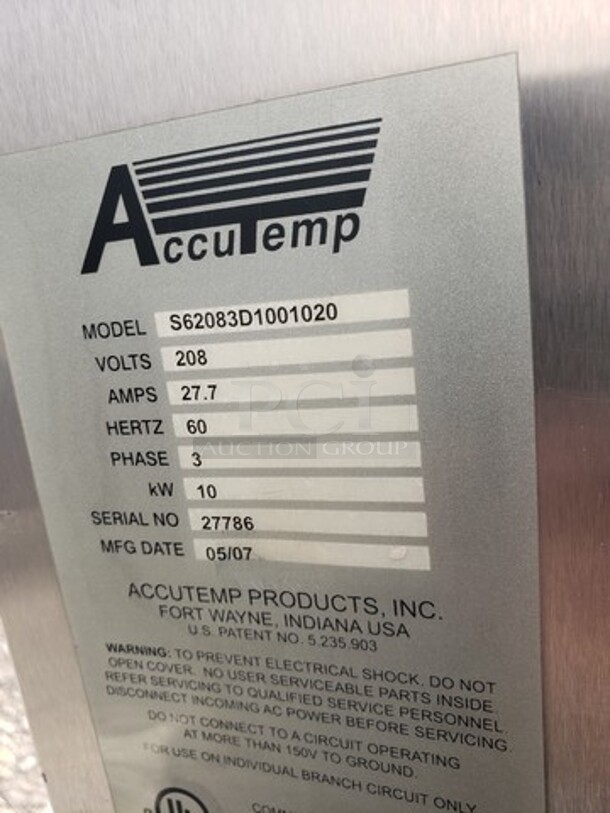 AccuTemp
MODEL S62083D1001020
VOLTS 208
AMPS 27.7
HERTZ 60
PHASE 3
kW 10
SERIAL NO 27786
MFG DATE 05/07
PCI
AUCTION GROUP
ACCUTEMP PRODUCTS, INC.
FORT WAYNE, INDIANA USA
U.S. PATENT NO. 5,235,903
WARNING: TO PREVENT ELECTRICAL SHOCK, DO NOT
OPEN COVER. NO USER SERVICEABLE PARTS INSIDE.
REFER SERVICING TO QUALIFIED SERVICE PERSONNEL.
DISCONNECT INCOMING AC POWER BEFORE SERVICING.
DO NOT CONNECT TO A CIRCUIT OPERATING
AT MORE THAN 150V TO GROUND.
FOR USE ON INDIVIDUAL BRANCH CIRCUIT ONLY
UL